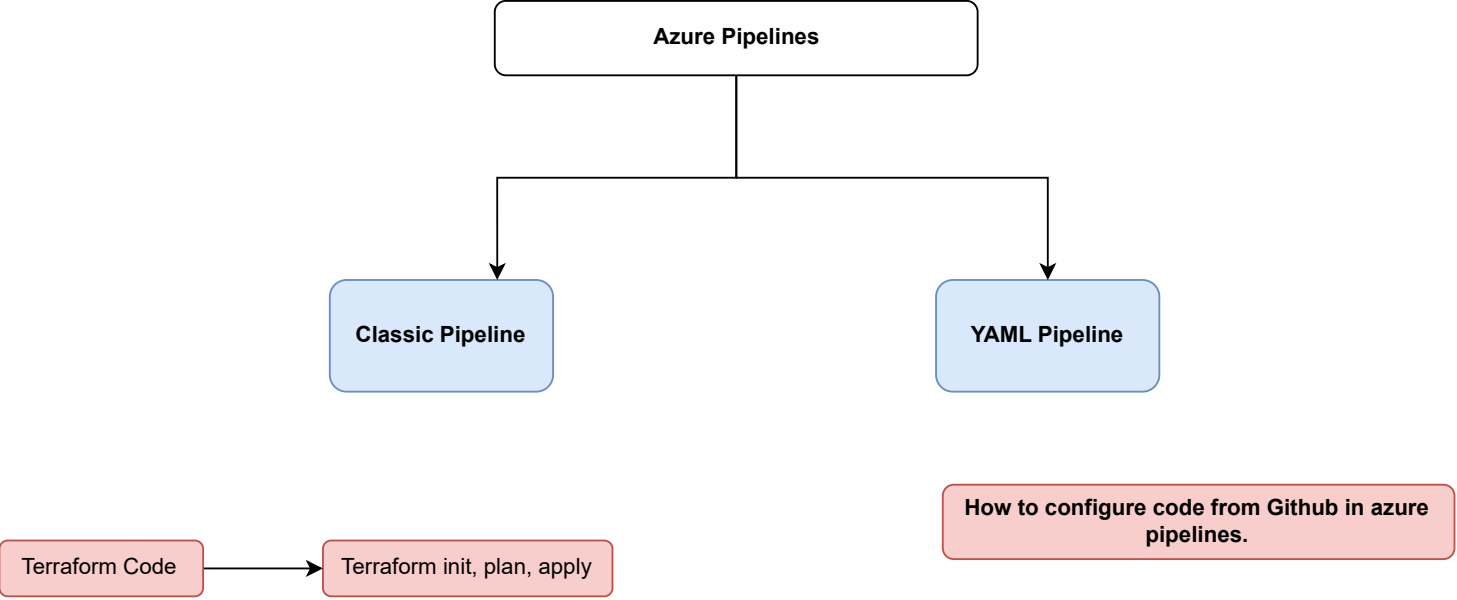 Azure Pipelines
Classic Pipeline
YAML Pipeline
How to configure code from Github in azure
pipelines.
Terraform Code
Terraform init, plan, apply